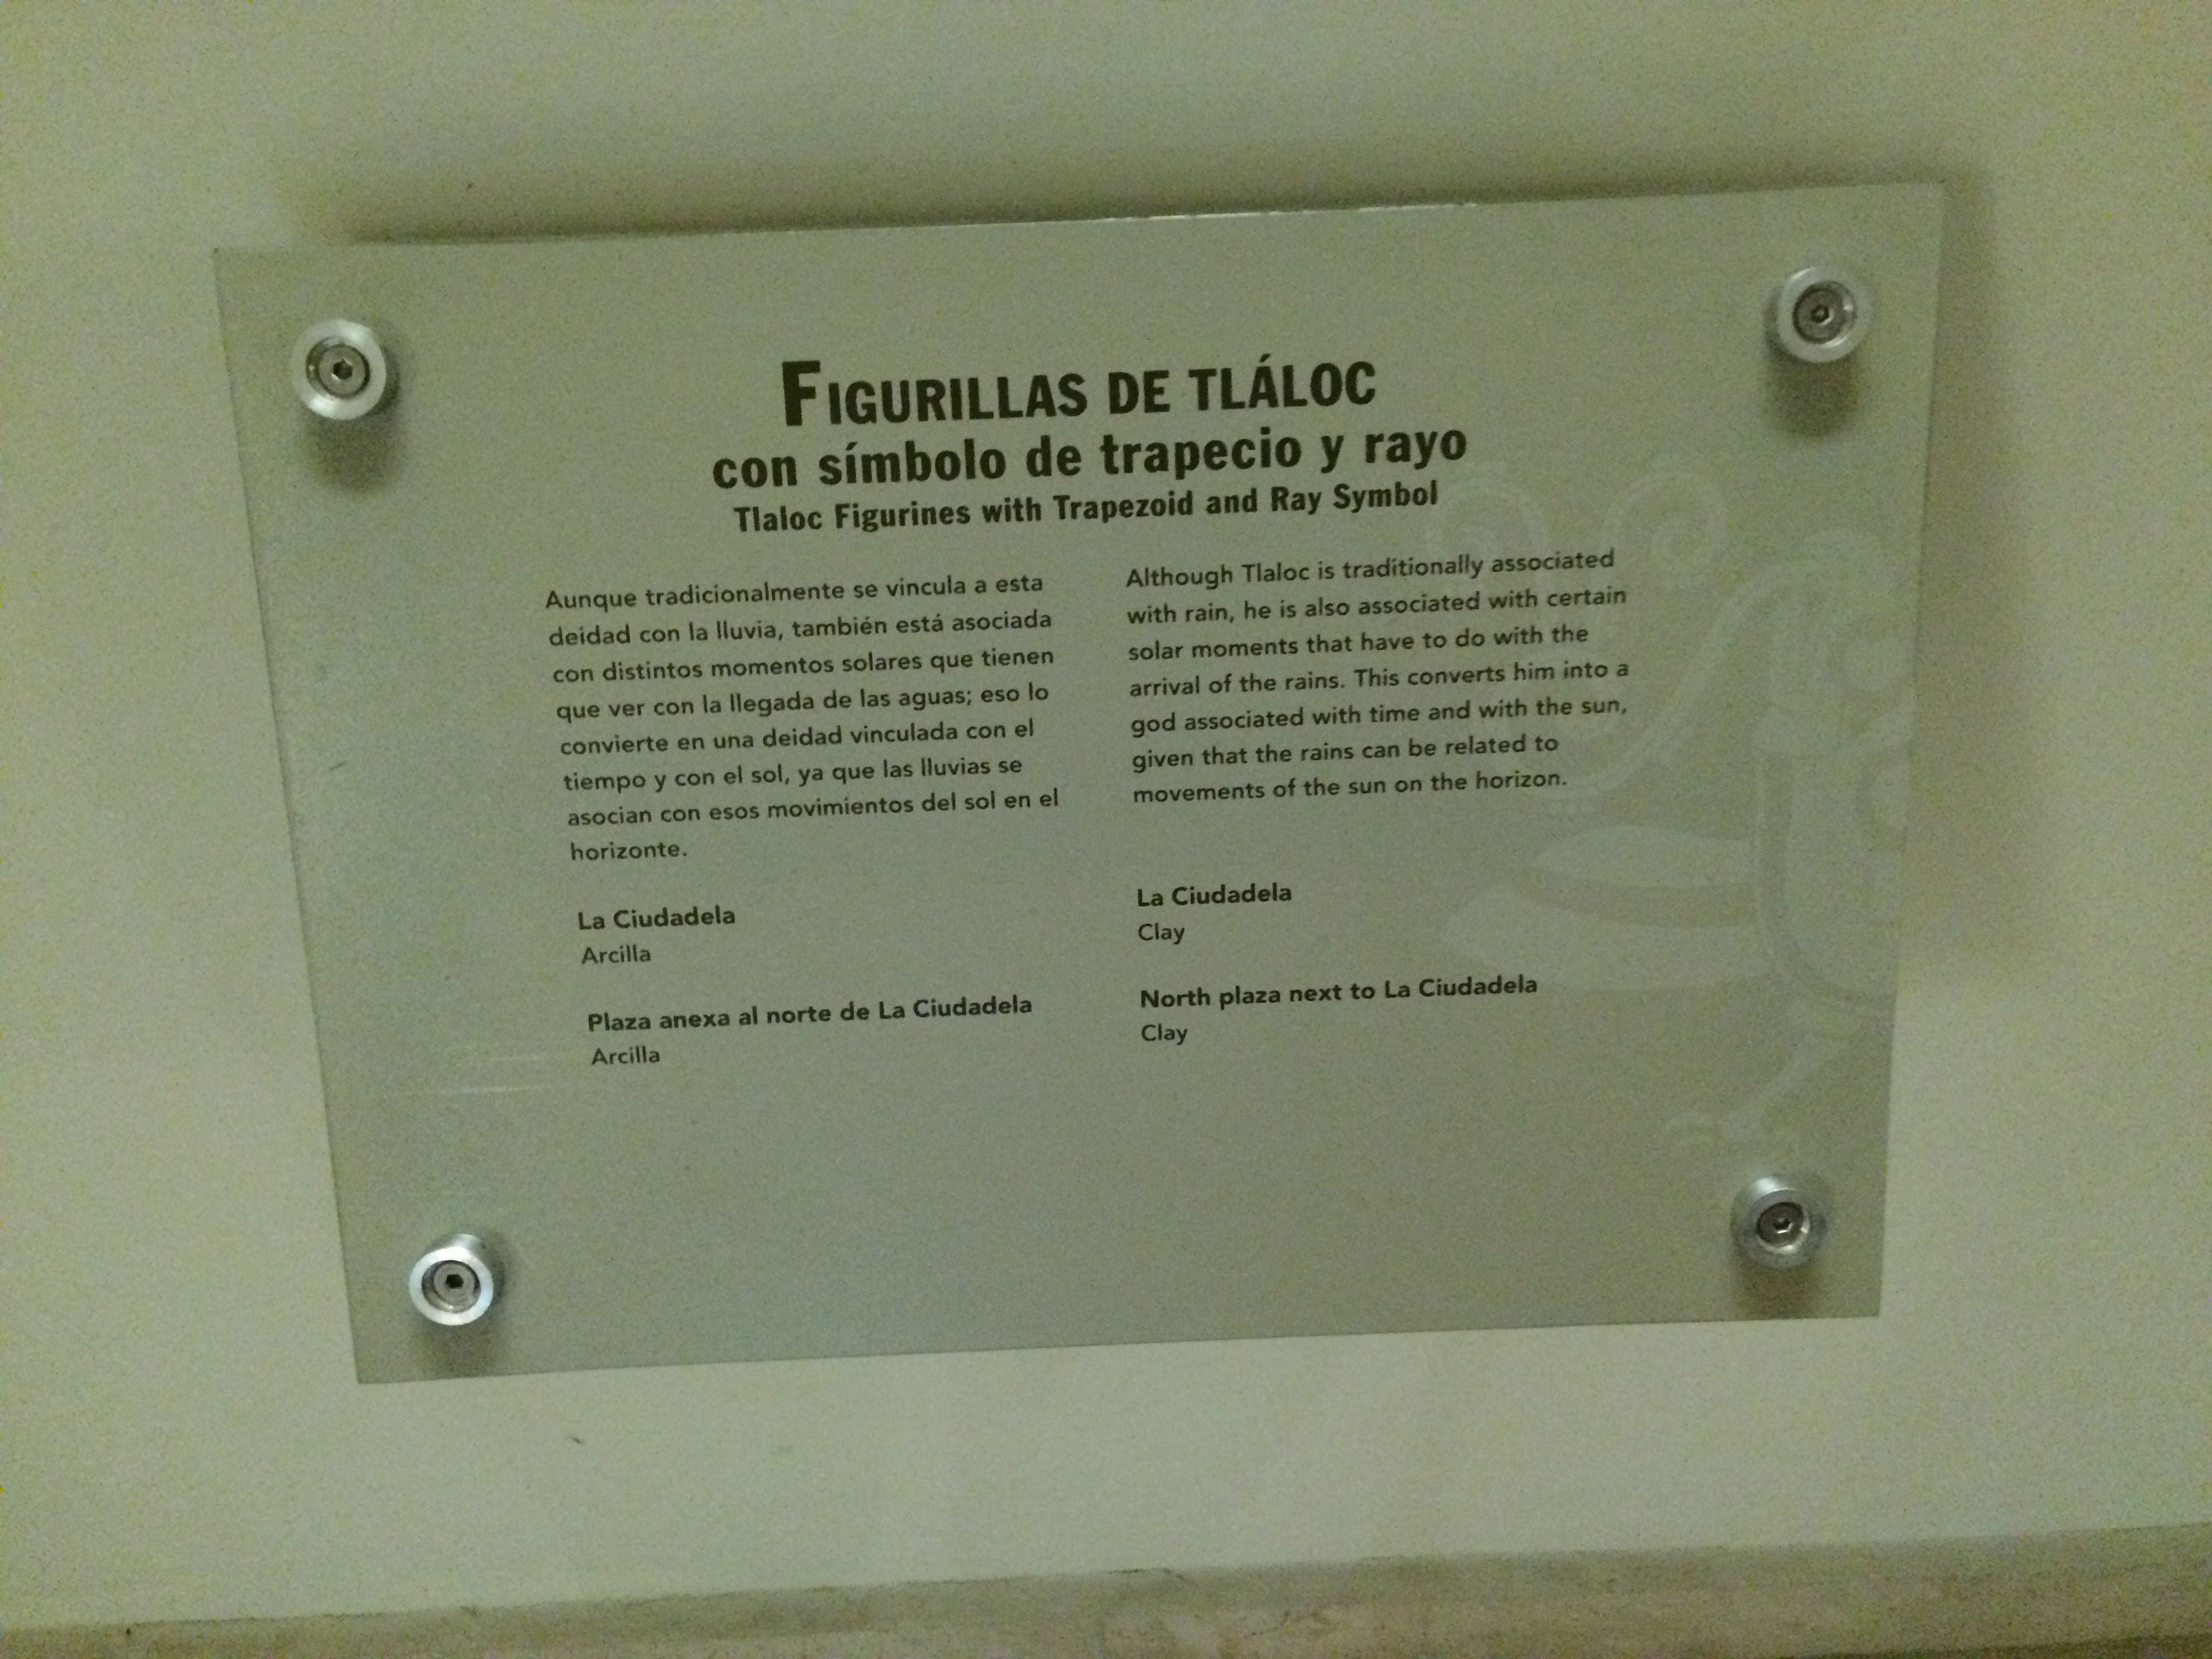 FIGURILLAS DE TLÁLOC
con símbolo de trapecio y rayo
Tlaloc Figurines with Trapezoid and Ray Symbol
Aunque tradicionalmente se vincula a esta
deidad con la lluvia, también está asociada
con distintos momentos solares que tienen
que ver con la llegada de las aguas; eso lo
convierte en una deidad vinculada con el
tiempo y con el sol, ya que las lluvias se
asocian con esos movimientos del sol en el
horizonte.
La Ciudadela
Arcilla
Plaza anexa al norte de La Ciudadela
Arcilla
Although Tlaloc is traditionally associated
with rain, he is also associated with certain
solar moments that have to do with the
arrival of the rains. This converts him into a
god associated with time and with the sun,
given that the rains can be related to
movements of the sun on the horizon.
La Ciudadela
Clay
North plaza next to La Ciudadela
Clay